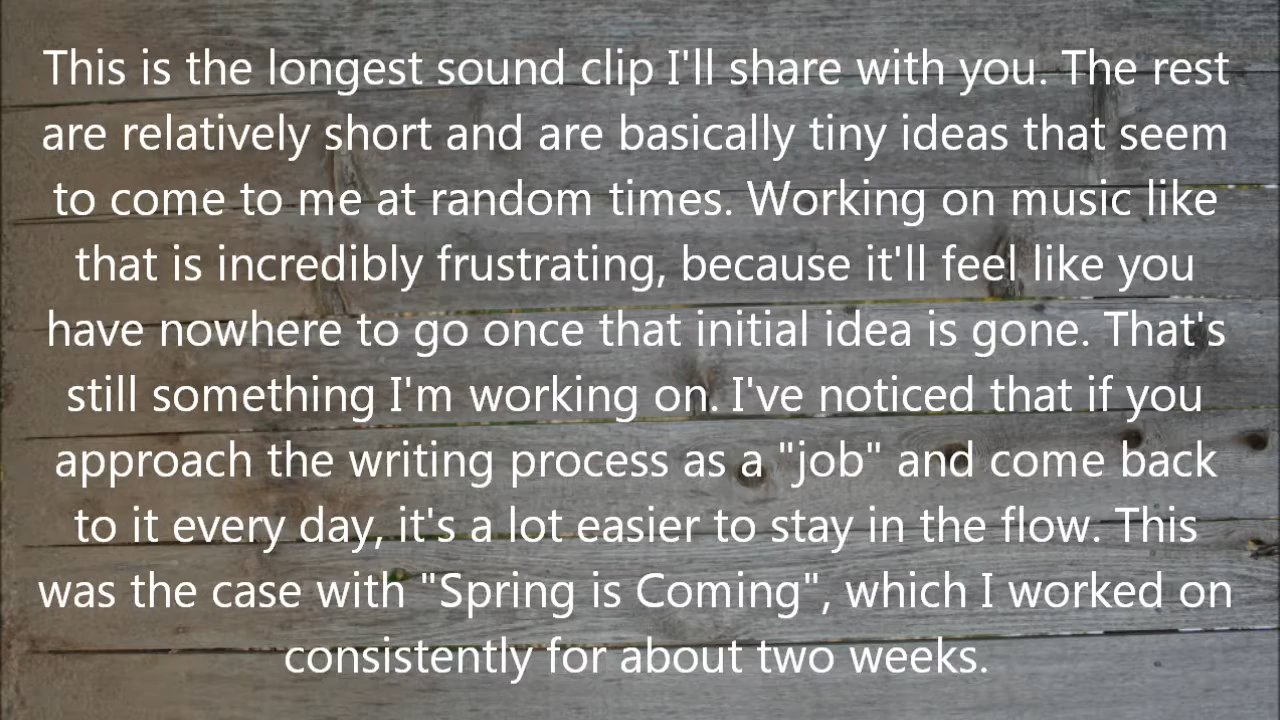 This is the longest sound clip I'll share with you. The rest
are relatively short and are basically tiny ideas that seem
to come to me at random times. Working on music like
that is incredibly frustrating, because it'll feel like you
have nowhere to go once that initial idea is gone. That's
still something I'm working on. I've noticed that if you
approach the writing process as a "job" and come back
to it every day, it's a lot easier to stay in the flow. This
was the case with "Spring is Coming", which I worked on
consistently for about two weeks.